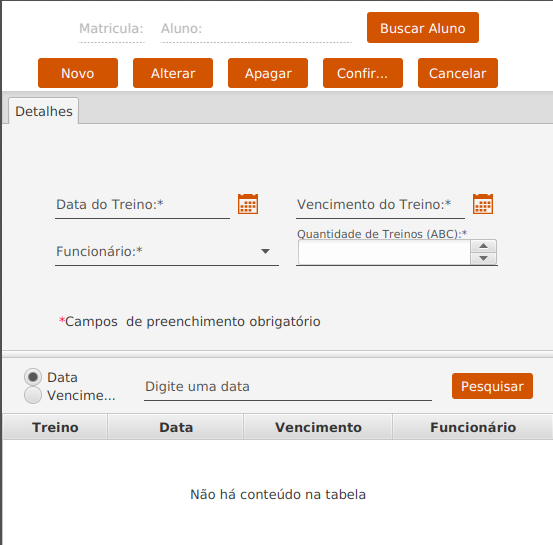 Matricula: Aluno: Buscar Aluno
Novo Alterar Apagar Confir... Cancelar
Detalhes
Data do Treino:* Vencimento do Treino:*
Funcionário:* Quantidade de Treinos (ABC):*
*Campos de preenchimento obrigatório
Data
Vencime... Digite uma data Pesquisar
Treino Data Vencimento Funcionário
Não há conteúdo na tabela